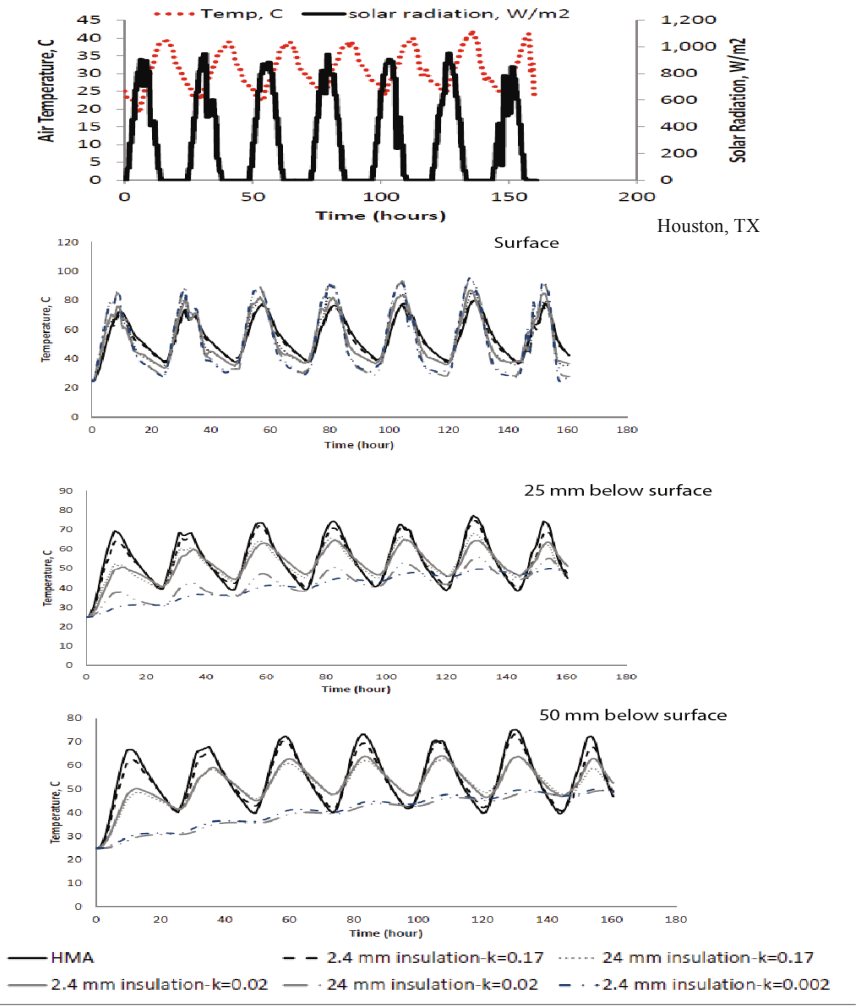 Temp, C solar radiation, W/m2
45 1,200
40
35 1,000
30 800
25 600
20
15 400
10
5 200
0 0
Air Temperature, C
Solar Radiation, W/m2
0 50 100 150 200
Time (hours)
Houston, TX
Surface
120
100
80
60
40
20
0
Temperature, C
0 20 40 60 80 100 120 140 160 180
Time (hour)
25 mm below surface
90
80
70
60
50
40
30
20
10
0
Temperature, C
0 20 40 60 80 100 120 140 160 180
Time (hour)
50 mm below surface
80
70
60
50
40
30
20
10
0
Temperature, C
0 20 40 60 80 100 120 140 160 180
Time (hour)
HMA 2.4 mm insulation-k=0.17 24 mm insulation-k=0.17
2.4 mm insulation-k=0.02 24 mm insulation-k=0.02 2.4 mm insulation-k=0.002